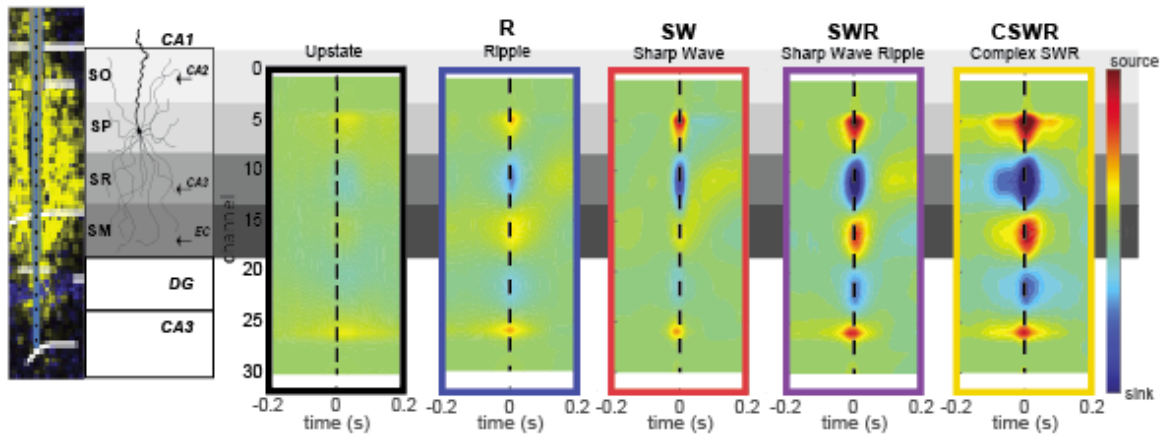 CA1
SO
CA2
SP
SR
CA3
SM
EC
DG
CA3
channel
0
5
10
15
20
25
30
Upstate
-0.2 0 0.2
time (s)
R
Ripple
-0.2 0 0.2
time (s)
SW
Sharp Wave
-0.2 0 0.2
time (s)
SWR
Sharp Wave Ripple
-0.2 0 0.2
time (s)
CSWR
Complex SWR
-0.2 0 0.2
time (s)
source
sink